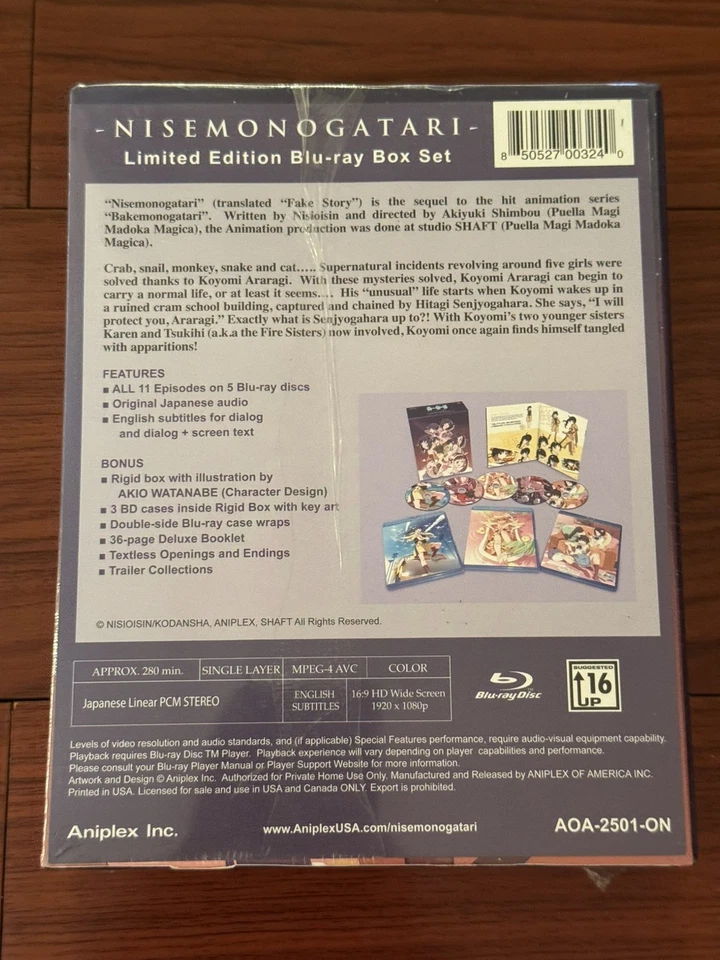 -NISEMONOGATARI-
Limited Edition Blu-ray Box Set
8 50527 00324 0
"Nisemonogatari" (translated "Fake Story") is the sequel to the hit animation series
"Bakemonogatari". Written by Nisioisin and directed by Akiyuki Shimbou (Puella Magi
Madoka Magica), the Animation production was done at studio SHAFT (Puella Magi Madoka
Magica).
Crab, snail, monkey, snake and cat..... Supernatural incidents revolving around five girls were
solved thanks to Koyomi Araragi. With these mysteries solved, Koyomi Araragi can begin to
carry a normal life, or at least it seems.... His "unusual" life starts when Koyomi wakes up in
a ruined cram school building, captured and chained by Hitagi Senjyogahara. She says, "I will
protect you, Araragi." Exactly what is Senjyogahara up to?! With Koyomi's two younger sisters
Karen and Tsukihi (a.k.a the Fire Sisters) now involved, Koyomi once again finds himself tangled
with apparitions!
FEATURES
■ ALL 11 Episodes on 5 Blu-ray discs
■ Original Japanese audio
■ English subtitles for dialog
and dialog + screen text
BONUS
■ Rigid box with illustration by
AKIO WATANABE (Character Design)
■ 3 BD cases inside Rigid Box with key art
■ Double-side Blu-ray case wraps
■ 36-page Deluxe Booklet
■ Textless Openings and Endings
■ Trailer Collections
© NISIOISIN/KODANSHA, ANIPLEX, SHAFT All Rights Reserved.
APPROX. 280 min. SINGLE LAYER MPEG-4 AVC COLOR
Japanese Linear PCM STEREO ENGLISH SUBTITLES 16:9 HD Wide Screen 1920 x 1080p
Blu-ray Disc
SUGGESTED
16
UP
Levels of video resolution and audio standards, and (if applicable) Special Features performance, require audio-visual equipment capability.
Playback requires Blu-ray Disc TM Player. Playback experience will vary depending on player capabilities and performance.
Please consult your Blu-ray Player Manual or Player Support Website for more information.
Artwork and Design © Aniplex Inc. Authorized for Private Home Use Only. Manufactured and Released by ANIPLEX OF AMERICA INC.
Printed in USA. Licensed for sale and use in USA and Canada ONLY. Export is prohibited.
Aniplex Inc.
www.AniplexUSA.com/nisemonogatari
AOA-2501-ON